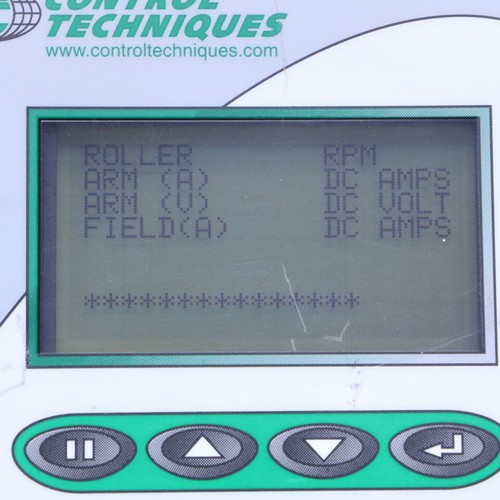 CONTROL
TECHNIQUES
www.controltechniques.com
ROLLER RPM
ARM (A) DC AMPS
ARM (V) DC VOLT
FIELD(A) DC AMPS
***************